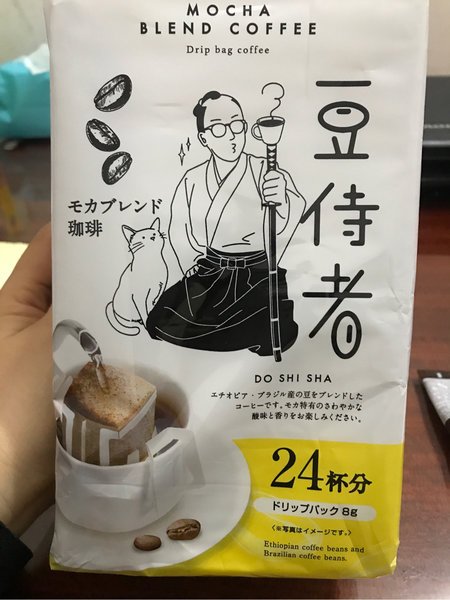 MOCHA
BLEND COFFEE
Drip bag coffee
豆侍者
モカブレンド
珈琲
DO SHI SHA
エチオピア・ブラジル産の豆をブレンドした
コーヒーです。モカ特有のさわやかな
酸味と香りをお楽しみください。
24杯分
ドリップパック 8g
〈※写真はイメージです。〉
Ethiopian coffee beans and
Brazilian coffee beans.